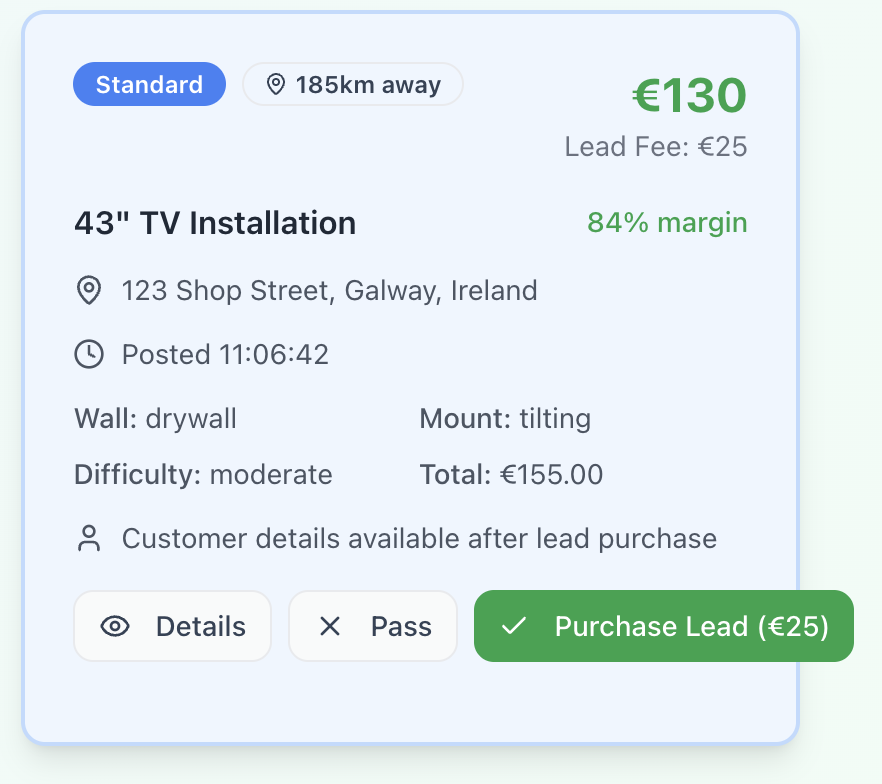 Standard
185km away
€130
Lead Fee: €25
43" TV Installation
84% margin
123 Shop Street, Galway, Ireland
Posted 11:06:42
Wall: drywall
Mount: tilting
Difficulty: moderate
Total: €155.00
Customer details available after lead purchase
Details
Pass
Purchase Lead (€25)